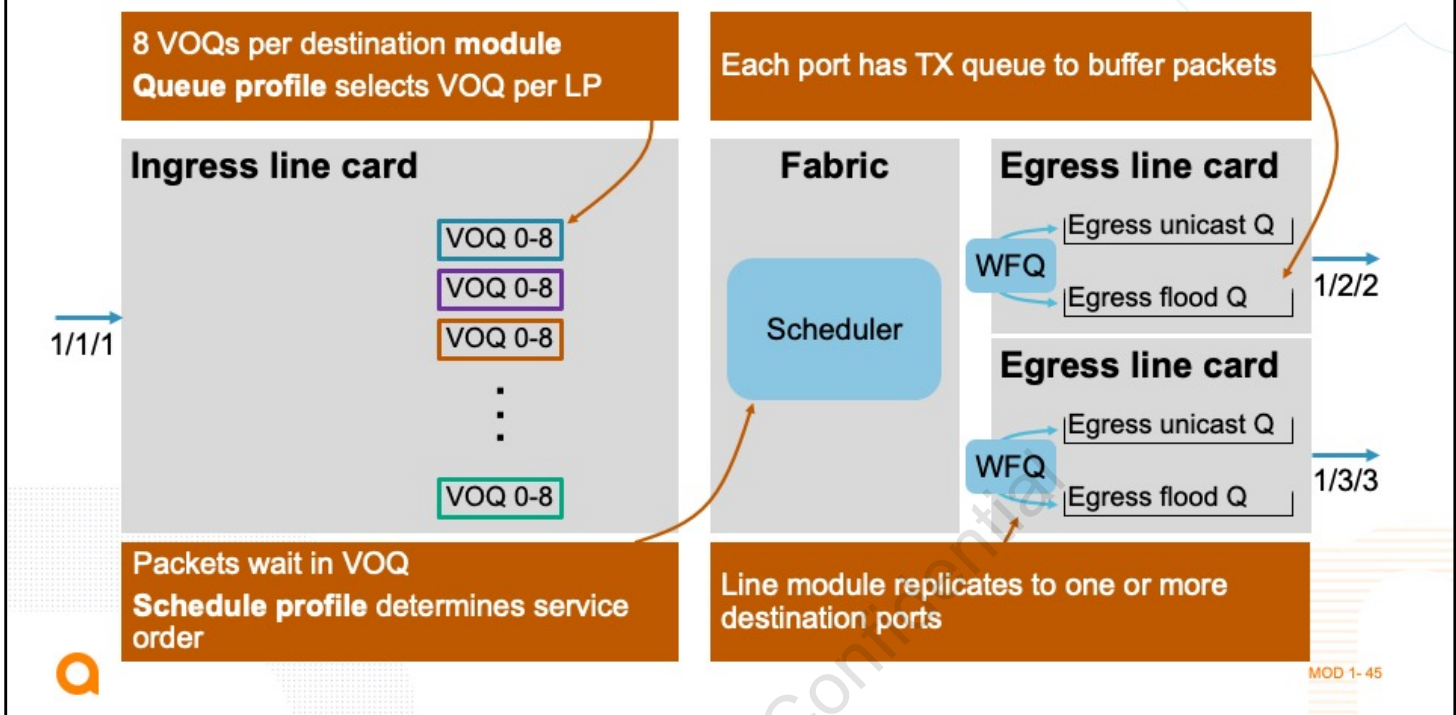 8 VOQs per destination module
Queue profile selects VOQ per LP
Each port has TX queue to buffer packets
Ingress line card
VOQ 0-8
VOQ 0-8
VOQ 0-8
VOQ 0-8
1/1/1
Fabric
Scheduler
Egress line card
WFQ
Egress unicast Q
Egress flood Q
1/2/2
Egress line card
WFQ
Egress unicast Q
Egress flood Q
1/3/3
Packets wait in VOQ
Schedule profile determines service
order
Line module replicates to one or more
destination ports
Confidential
MOD 1- 45